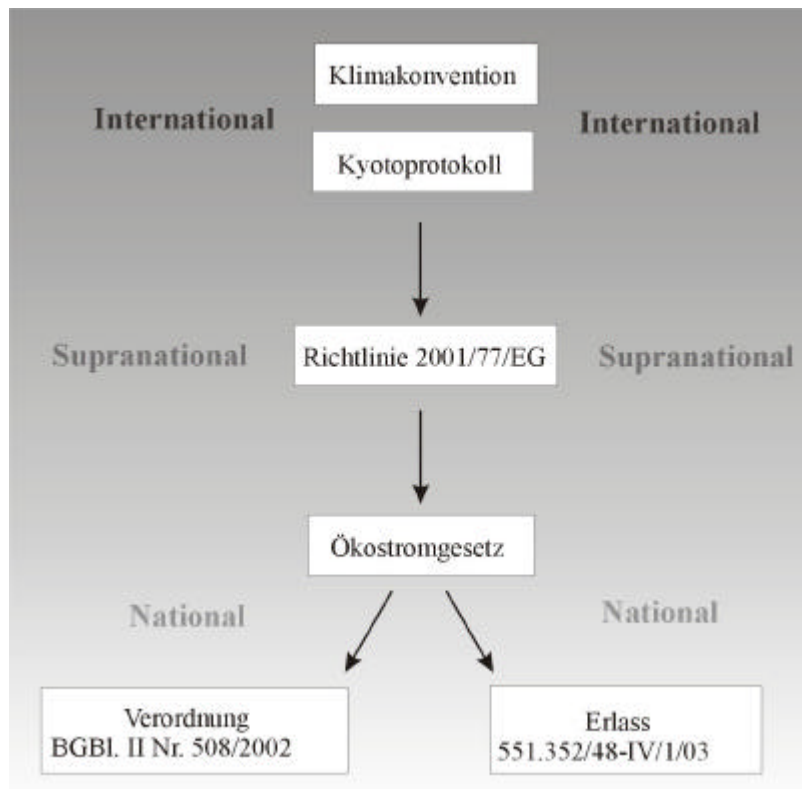 Klimakonvention
International
International
Kyotoprotokoll
Supranational
Richtlinie 2001/77/EG
Supranational
Ökostromgesetz
National
National
Verordnung
BGBl. II Nr. 508/2002
Erlass
551.352/48-IV/1/03